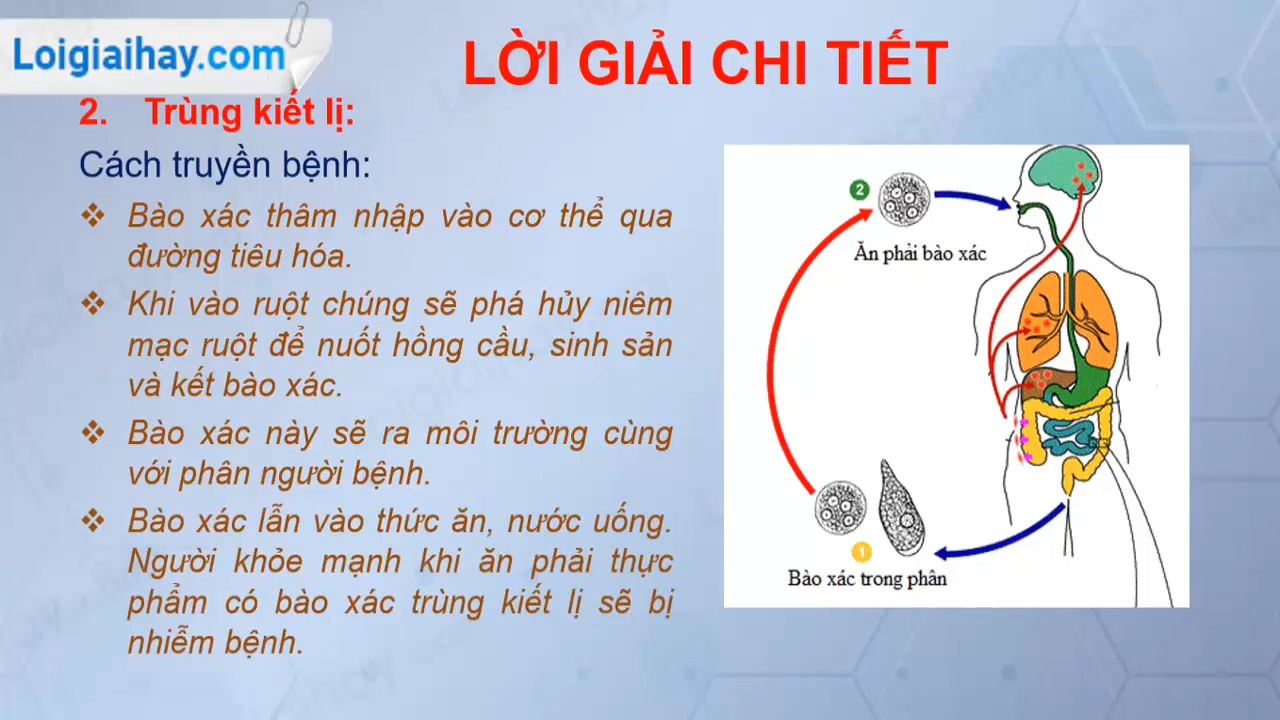 Loigiaihay.com
LỜI GIẢI CHI TIẾT
2. Trùng kiết lị:
Cách truyền bệnh:
Bào xác thâm nhập vào cơ thể qua
đường tiêu hóa.
Khi vào ruột chúng sẽ phá hủy niêm
mạc ruột để nuốt hồng cầu, sinh sản
và kết bào xác.
Bào xác này sẽ ra môi trường cùng
với phân người bệnh.
Bào xác lẫn vào thức ăn, nước uống.
Người khỏe mạnh khi ăn phải thực
phẩm có bào xác trùng kiết lị sẽ bị
nhiễm bệnh.
2
Ăn phải bào xác
1
Bào xác trong phân